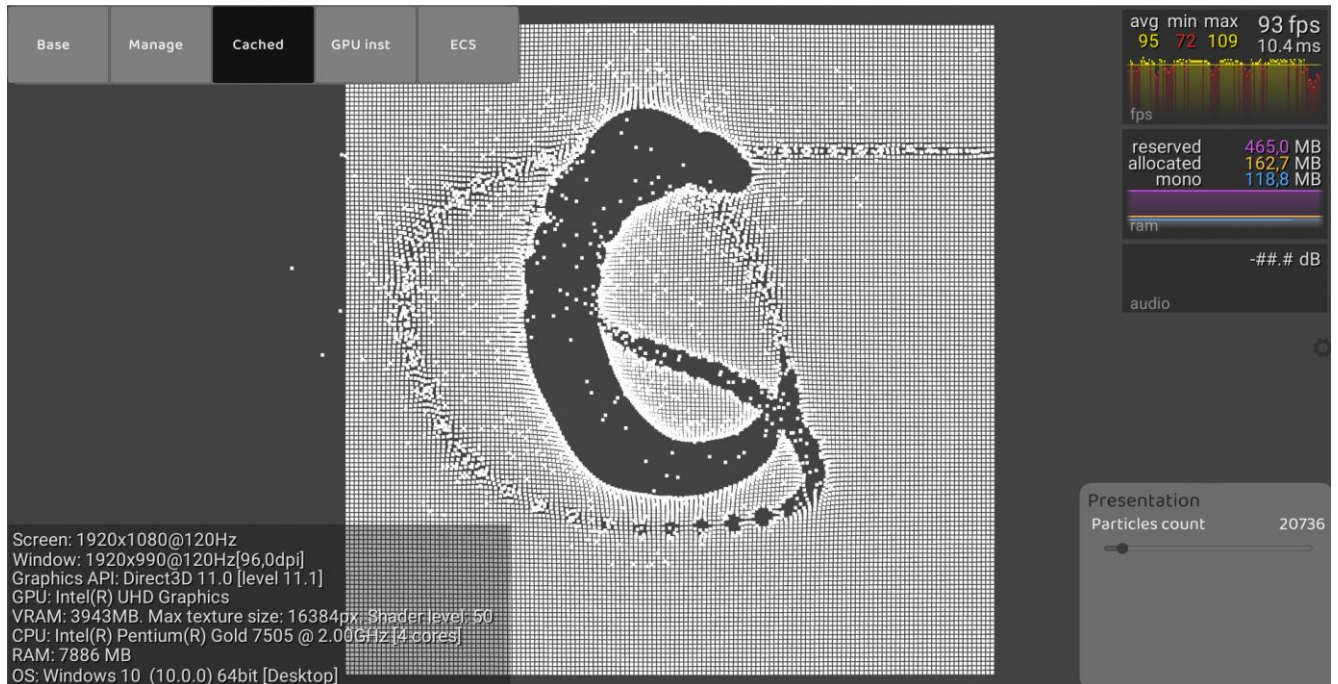 Base Manage Cached GPU inst ECS
avg min max 93 fps
95 72 109 10.4 ms
fps
reserved 465,0 MB
allocated 162,7 MB
mono 118,8 MB
ram
-##.# dB
audio
Presentation
Particles count 20736
Screen: 1920x1080@120Hz
Window: 1920x990@120Hz[96,0dpi]
Graphics API: Direct3D 11.0 [level 11.1]
GPU: Intel(R) UHD Graphics
VRAM: 3943MB. Max texture size: 16384px. Shader level: 50
CPU: Intel(R) Pentium(R) Gold 7505 @ 2.00GHz [4 cores]
RAM: 7886 MB
OS: Windows 10 (10.0.0) 64bit [Desktop]